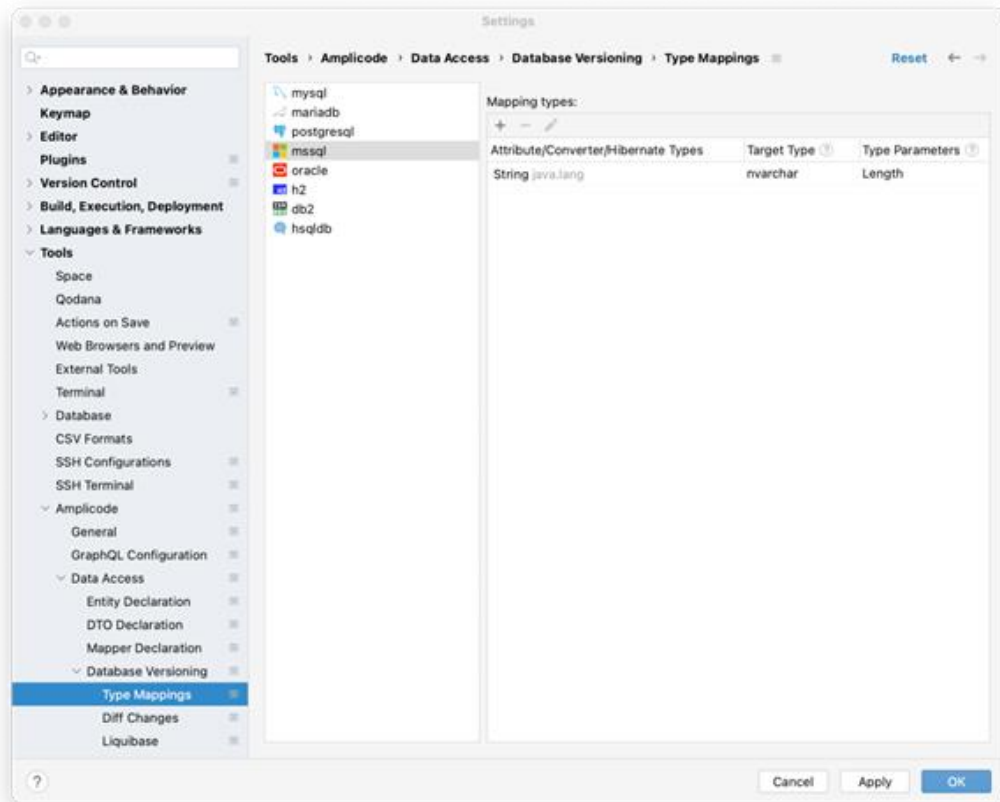 Settings
Tools › Amplicode › Data Access › Database Versioning › Type Mappings
Reset
Appearance & Behavior
Keymap
Editor
Plugins
Version Control
Build, Execution, Deployment
Languages & Frameworks
Tools
Space
Qodana
Actions on Save
Web Browsers and Preview
External Tools
Terminal
Database
CSV Formats
SSH Configurations
SSH Terminal
Amplicode
General
GraphQL Configuration
Data Access
Entity Declaration
DTO Declaration
Mapper Declaration
Database Versioning
Type Mappings
Diff Changes
Liquibase
mysql
mariadb
postgresql
mssql
oracle
h2
db2
hsqldb
Mapping types:
Attribute/Converter/Hibernate Types Target Type ? Type Parameters ?
String java.lang nvarchar Length
? Cancel Apply OK